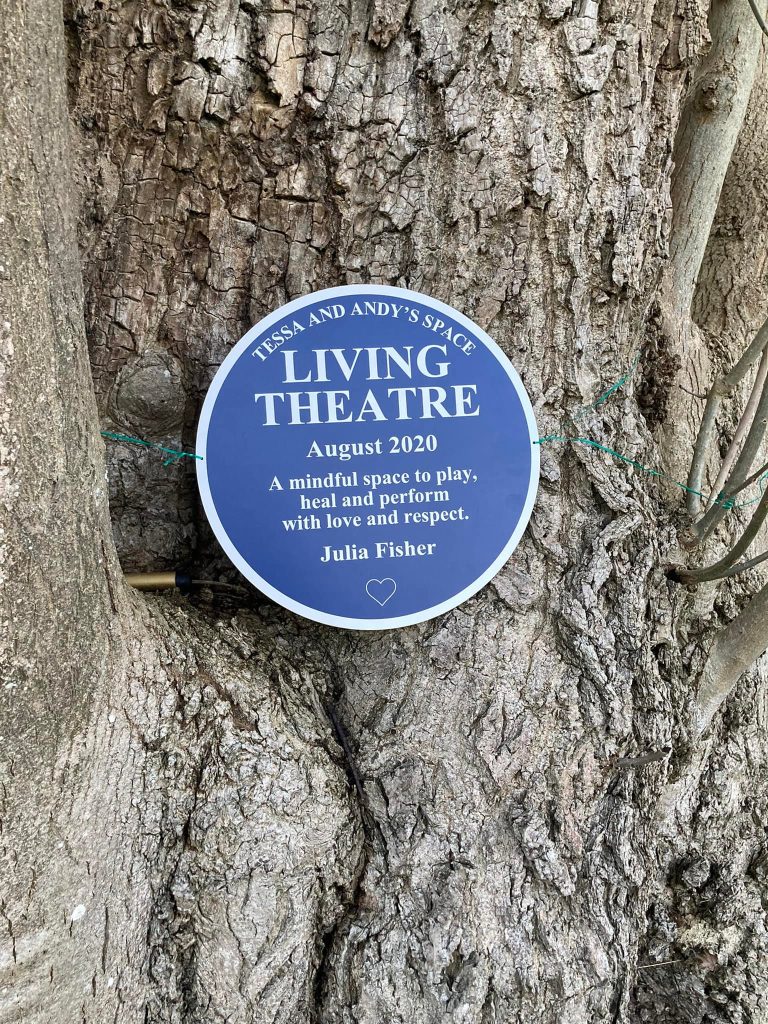 TESSA AND ANDY'S SPACE
LIVING
THEATRE
August 2020
A mindful space to play,
heal and perform
with love and respect.
Julia Fisher